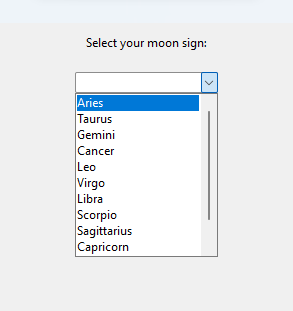 Select your moon sign:
Aries
Taurus
Gemini
Cancer
Leo
Virgo
Libra
Scorpio
Sagittarius
Capricorn